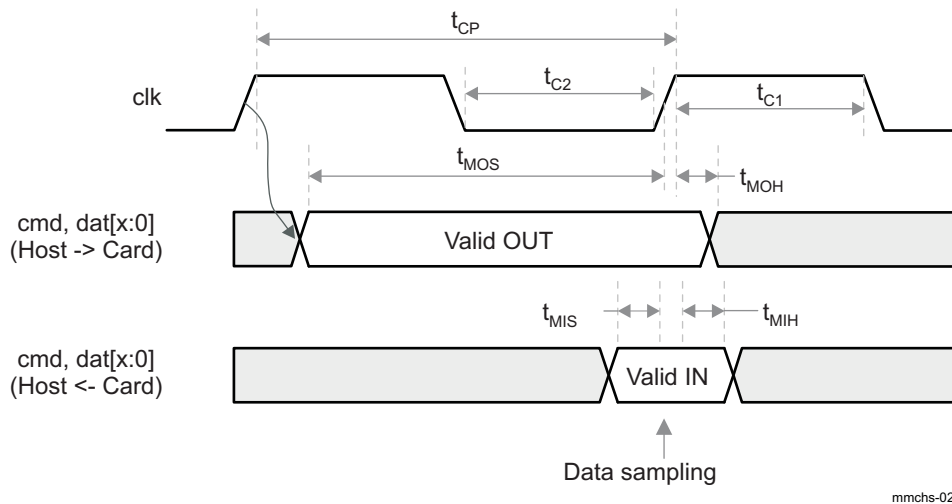 tCP
clk
tC2
tC1
tMOS
tMOH
cmd, dat[x:0]
(Host -> Card)
Valid OUT
tMIS
tMIH
cmd, dat[x:0]
(Host <- Card)
Valid IN
Data sampling
mmchs-02